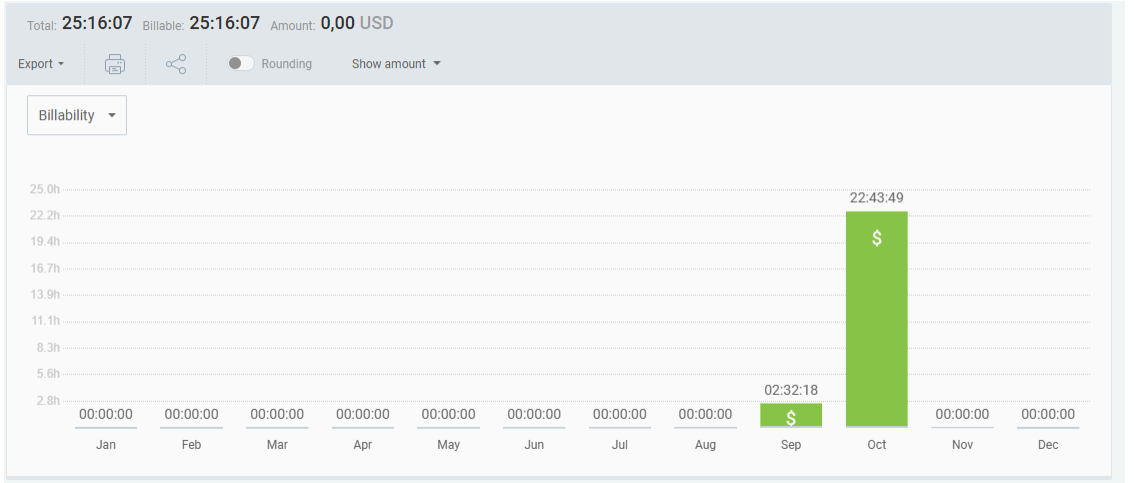 Total: 25:16:07 Billable: 25:16:07 Amount: 0,00 USD
Export Rounding Show amount
Billability
25.0h
22:43:49
22.2h
$
19.4h
16.7h
13.9h
11.1h
8.3h
5.6h
02:32:18
2.8h
00:00:00 00:00:00 00:00:00 00:00:00 00:00:00 00:00:00 00:00:00 00:00:00 $ 00:00:00 00:00:00
Jan Feb Mar Apr May Jun Jul Aug Sep Oct Nov Dec